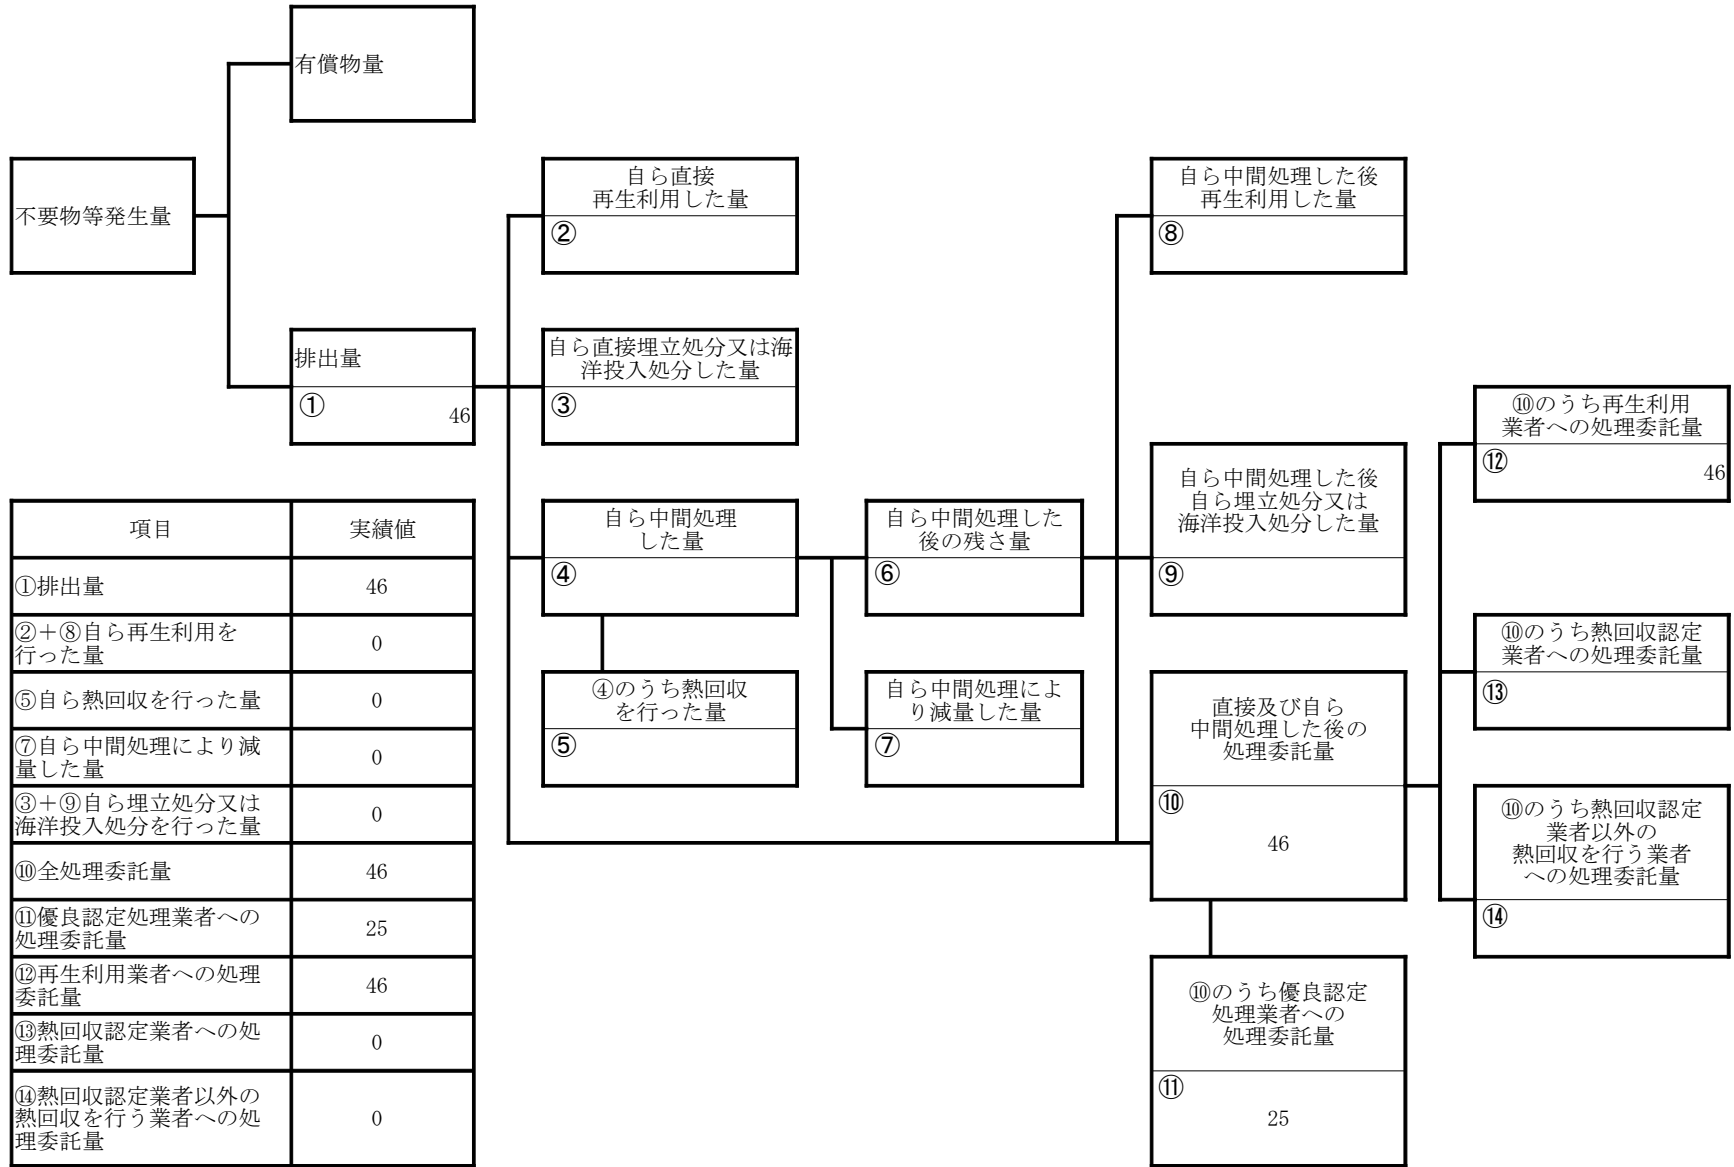 有償物量
不要物等発生量
自ら直接
再生利用した量
②
自ら中間処理した後
再生利用した量
⑧
排出量
①
46
自ら直接埋立処分又は海
洋投入処分した量
③
⑩のうち再生利用
業者への処理委託量
⑫
46
自ら中間処理
した量
④
自ら中間処理した
後の残さ量
⑥
自ら中間処理した後
自ら埋立処分又は
海洋投入処分した量
⑨
⑩のうち熱回収認定
業者への処理委託量
⑬
④のうち熱回収
を行った量
⑤
自ら中間処理によ
り減量した量
⑦
直接及び自ら
中間処理した後の
処理委託量
⑩
46
⑩のうち熱回収認定
業者以外の
熱回収を行う業者
への処理委託量
⑭
⑩のうち優良認定
処理業者への
処理委託量
⑪
25
項目 実績値
①排出量 46
②+⑧自ら再生利用を
行った量 0
⑤自ら熱回収を行った量 0
⑦自ら中間処理により減
量した量 0
③+⑨自ら埋立処分又は
海洋投入処分を行った量 0
⑩全処理委託量 46
⑪優良認定処理業者への
処理委託量 25
⑫再生利用業者への処理
委託量 46
⑬熱回収認定業者への処
理委託量 0
⑭熱回収認定業者以外の
熱回収を行う業者への処
理委託量 0